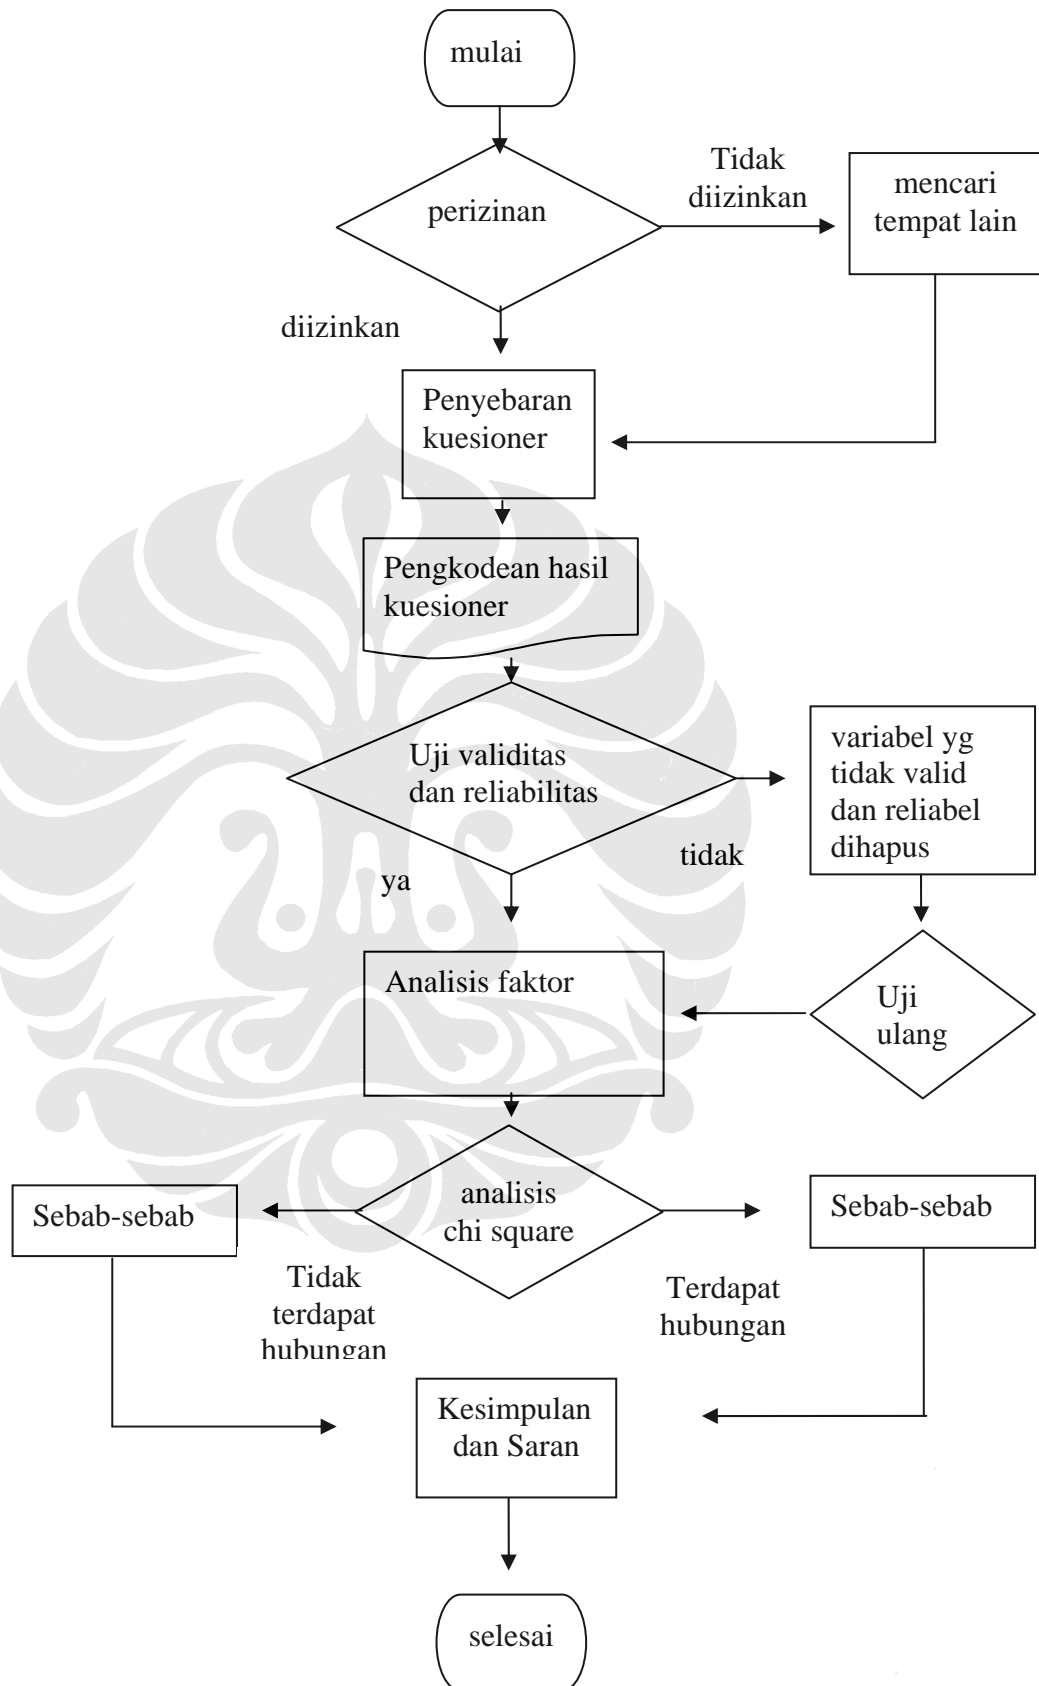 mulai
Tidak
diizinkan
mencari
tempat lain
perizinan
diizinkan
Penyebaran
kuesioner
Pengkodean hasil
kuesioner
Uji validitas
dan reliabilitas
variabel yg
tidak valid
dan reliabel
dihapus
tidak
ya
Analisis faktor
Uji
ulang
Sebab-sebab
analisis
chi square
Sebab-sebab
Tidak
terdapat
hubungan
Terdapat
hubungan
Kesimpulan
dan Saran
selesai